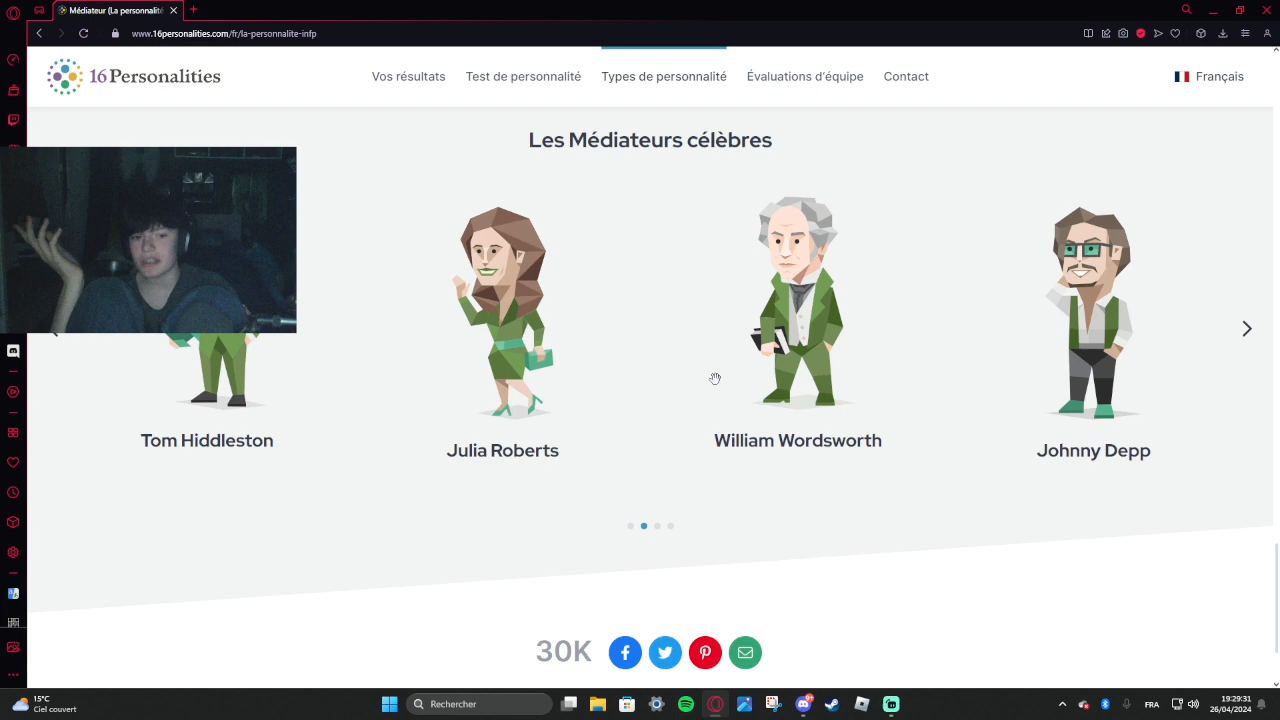 Médiateur (La personnalité
www.16personalities.com/fr/la-personnalite-infp
16Personalities
Vos résultats
Test de personnalité
Types de personnalité
Évaluations d'équipe
Contact
Français
Les Médiateurs célèbres
Tom Hiddleston
Julia Roberts
William Wordsworth
Johnny Depp
30K
15°C
Ciel couvert
Rechercher
FRA
19:29:31
26/04/2024